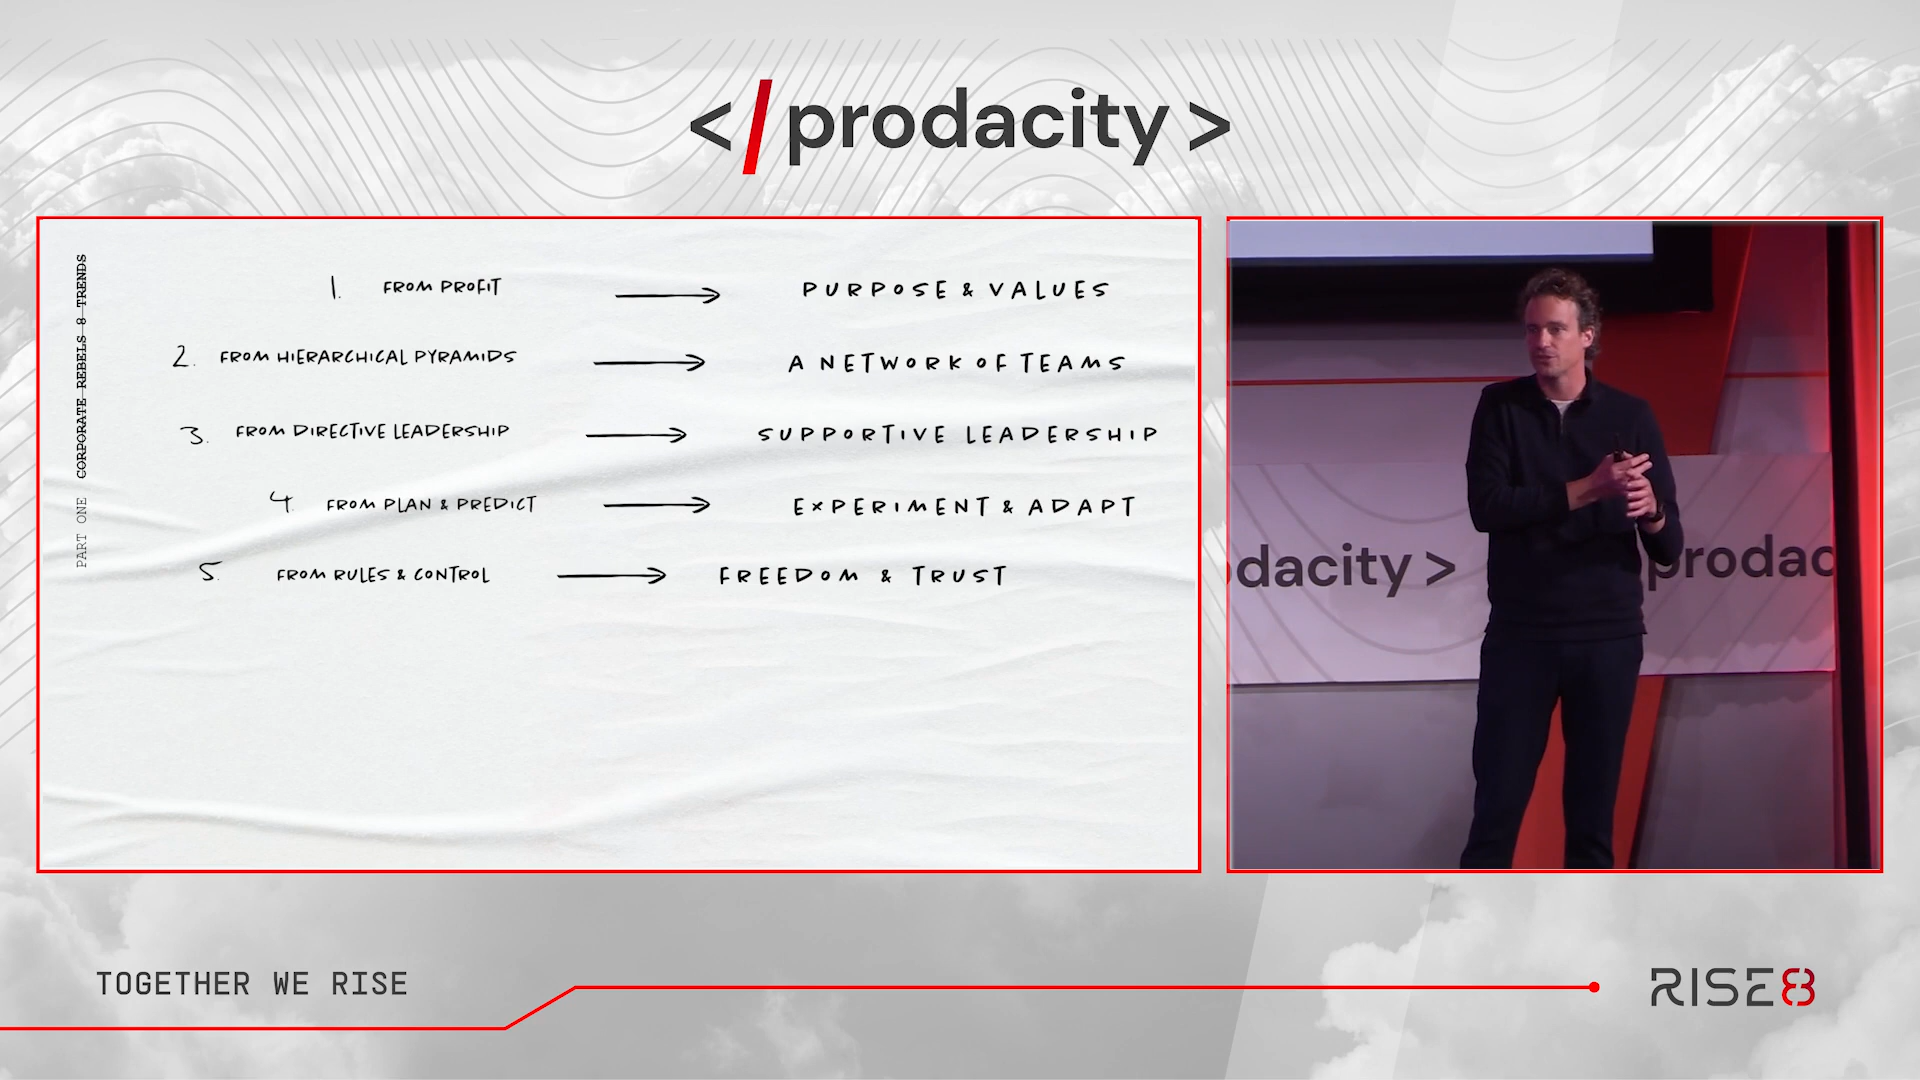 </prodacity>
PART ONE CORPORATE REBELS 8 TRENDS
1. FROM PROFIT → PURPOSE & VALUES
2. FROM HIERARCHICAL PYRAMIDS → A NETWORK OF TEAMS
3. FROM DIRECTIVE LEADERSHIP → SUPPORTIVE LEADERSHIP
4. FROM PLAN & PREDICT → EXPERIMENT & ADAPT
5. FROM RULES & CONTROL → FREEDOM & TRUST
dacity > prodac
TOGETHER WE RISE
RISE8